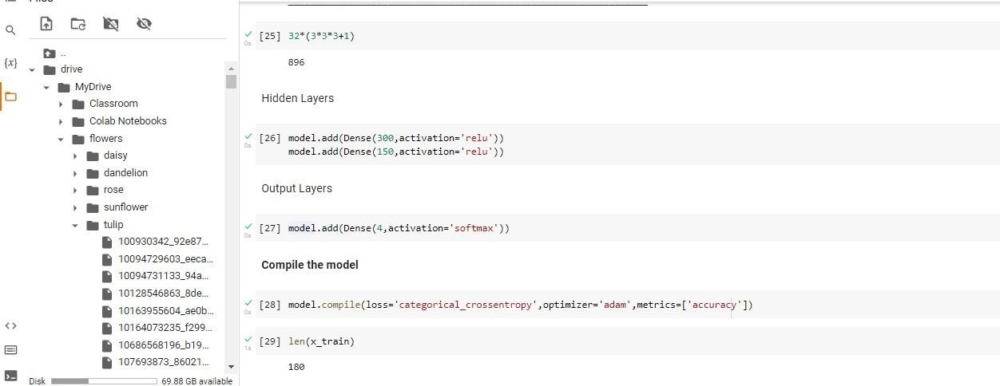 {x}
..
drive
MyDrive
Classroom
Colab Notebooks
flowers
daisy
dandelion
rose
sunflower
tulip
100930342_92e87...
10094729603_eeca...
10094731133_94a...
10128546863_8de...
10163955604_ae0b...
10164073235_f299...
10686568196_b19...
107693873_86021...
Disk
69.88 GB available
[25] 32*(3*3*3+1)
0s
896
Hidden Layers
[26] model.add(Dense(300,activation='relu'))
0s
model.add(Dense(150,activation='relu'))
Output Layers
[27] model.add(Dense(4,activation='softmax'))
0s
Compile the model
[28] model.compile(loss='categorical_crossentropy',optimizer='adam',metrics=['accuracy'])
0s
[29] len(x_train)
1s
180